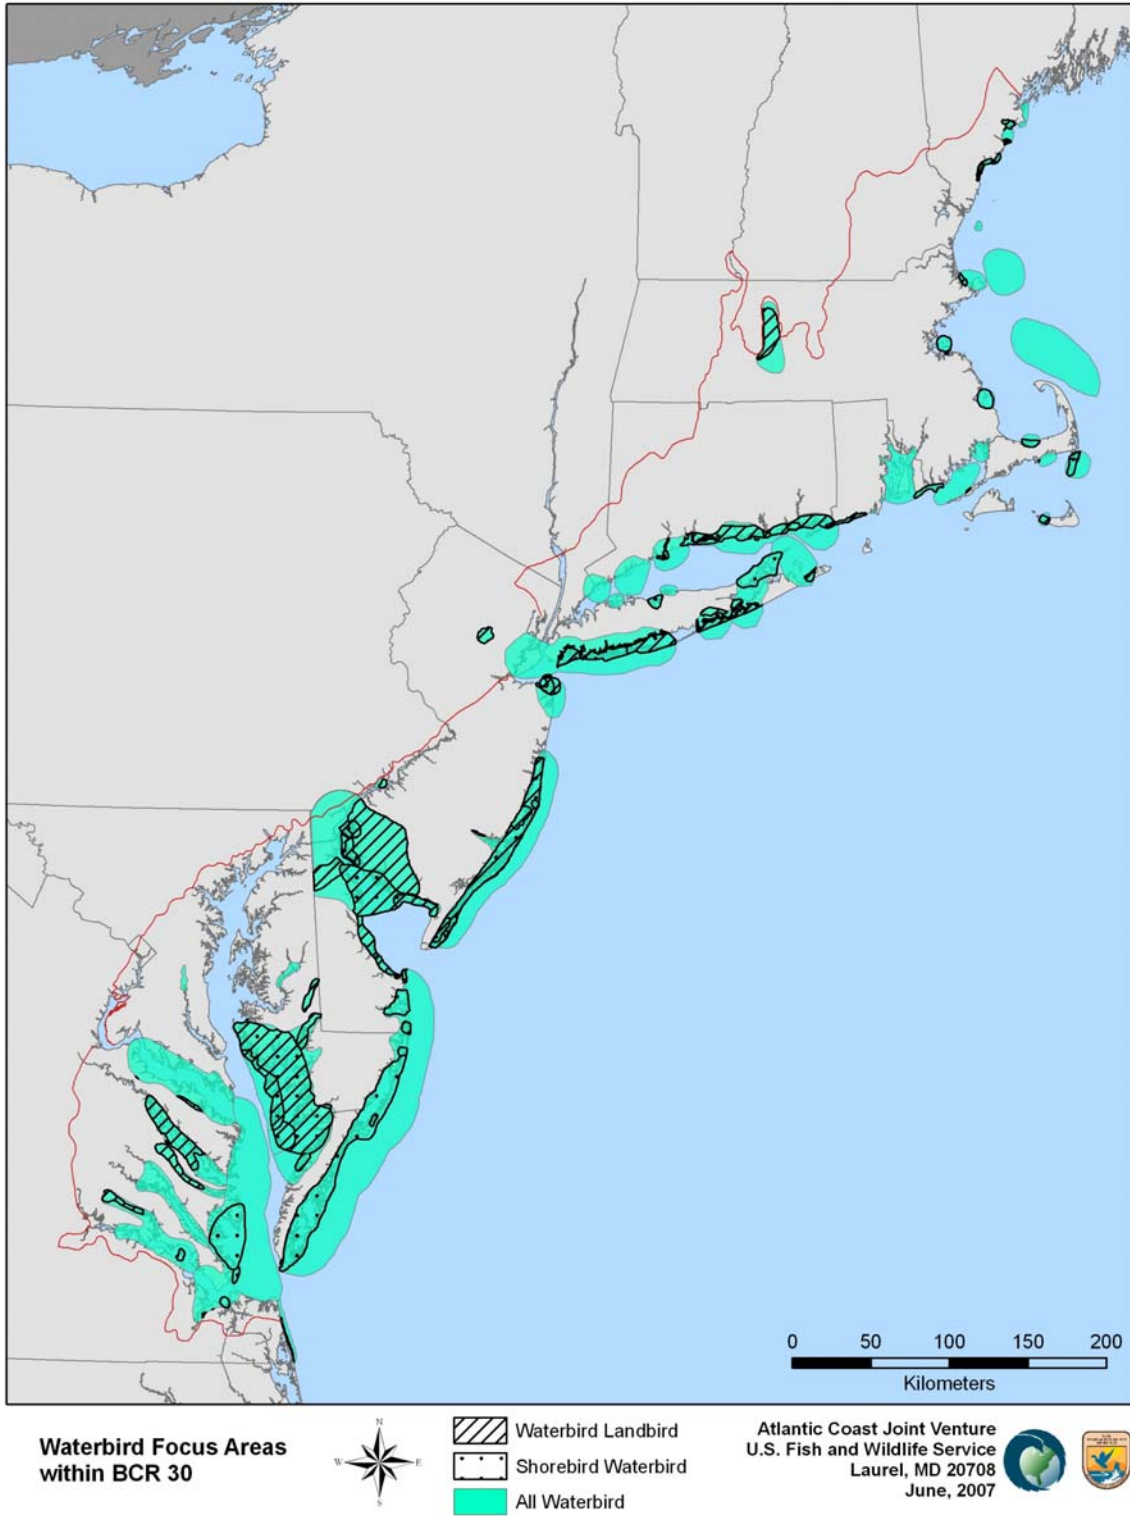 0 50 100 150 200
Kilometers
Waterbird Focus Areas
within BCR 30
N
W
E
S
Waterbird Landbird
Shorebird Waterbird
All Waterbird
Atlantic Coast Joint Venture
U.S. Fish and Wildlife Service
Laurel, MD 20708
June, 2007